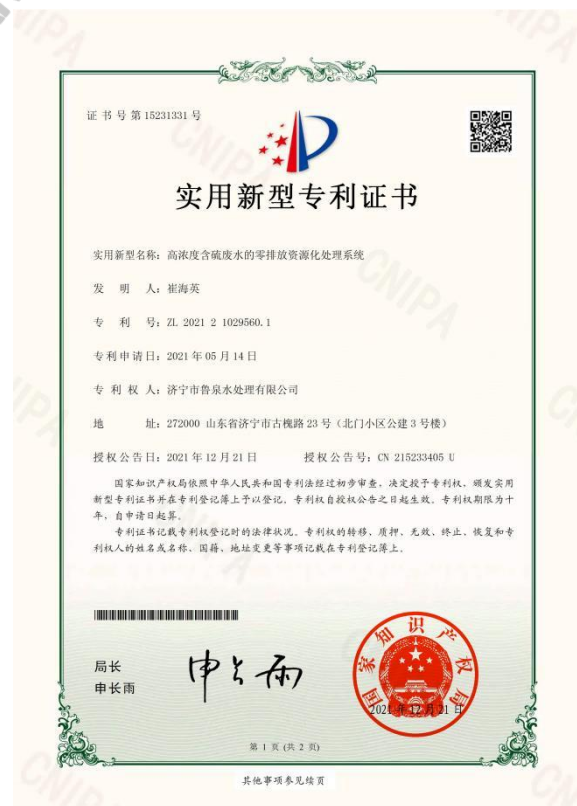 证书号第15231331号
实用新型专利证书
实用新型名称：高浓度含硫废水的零排放资源化处理系统
发 明 人：崔海英
专 利 号：ZL 2021 2 1029560.1
专利申请日：2021年05月14日
专 利 权 人：济宁市鲁泉水处理有限公司
地 址：272000 山东省济宁市古槐路23号（北门小区公建3号楼）
授权公告日：2021年12月21日 授权公告号：CN 215233405 U
国家知识产权局依照中华人民共和国专利法经过初步审查，决定授予专利权，颁发实用
新型专利证书并在专利登记簿上予以登记。专利权自授权公告之日起生效。专利权期限为十
年，自申请日起算。
专利证书记载专利权登记时的法律状况。专利权的转移、质押、无效、终止、恢复和专
利权人的姓名或名称、国籍、地址变更等事项记载在专利登记簿上。
局长
申长雨
申长雨
国家知识产权局
2021年12月21日
第 1 页 (共 2 页)
其他事项参见续页
CNIPA